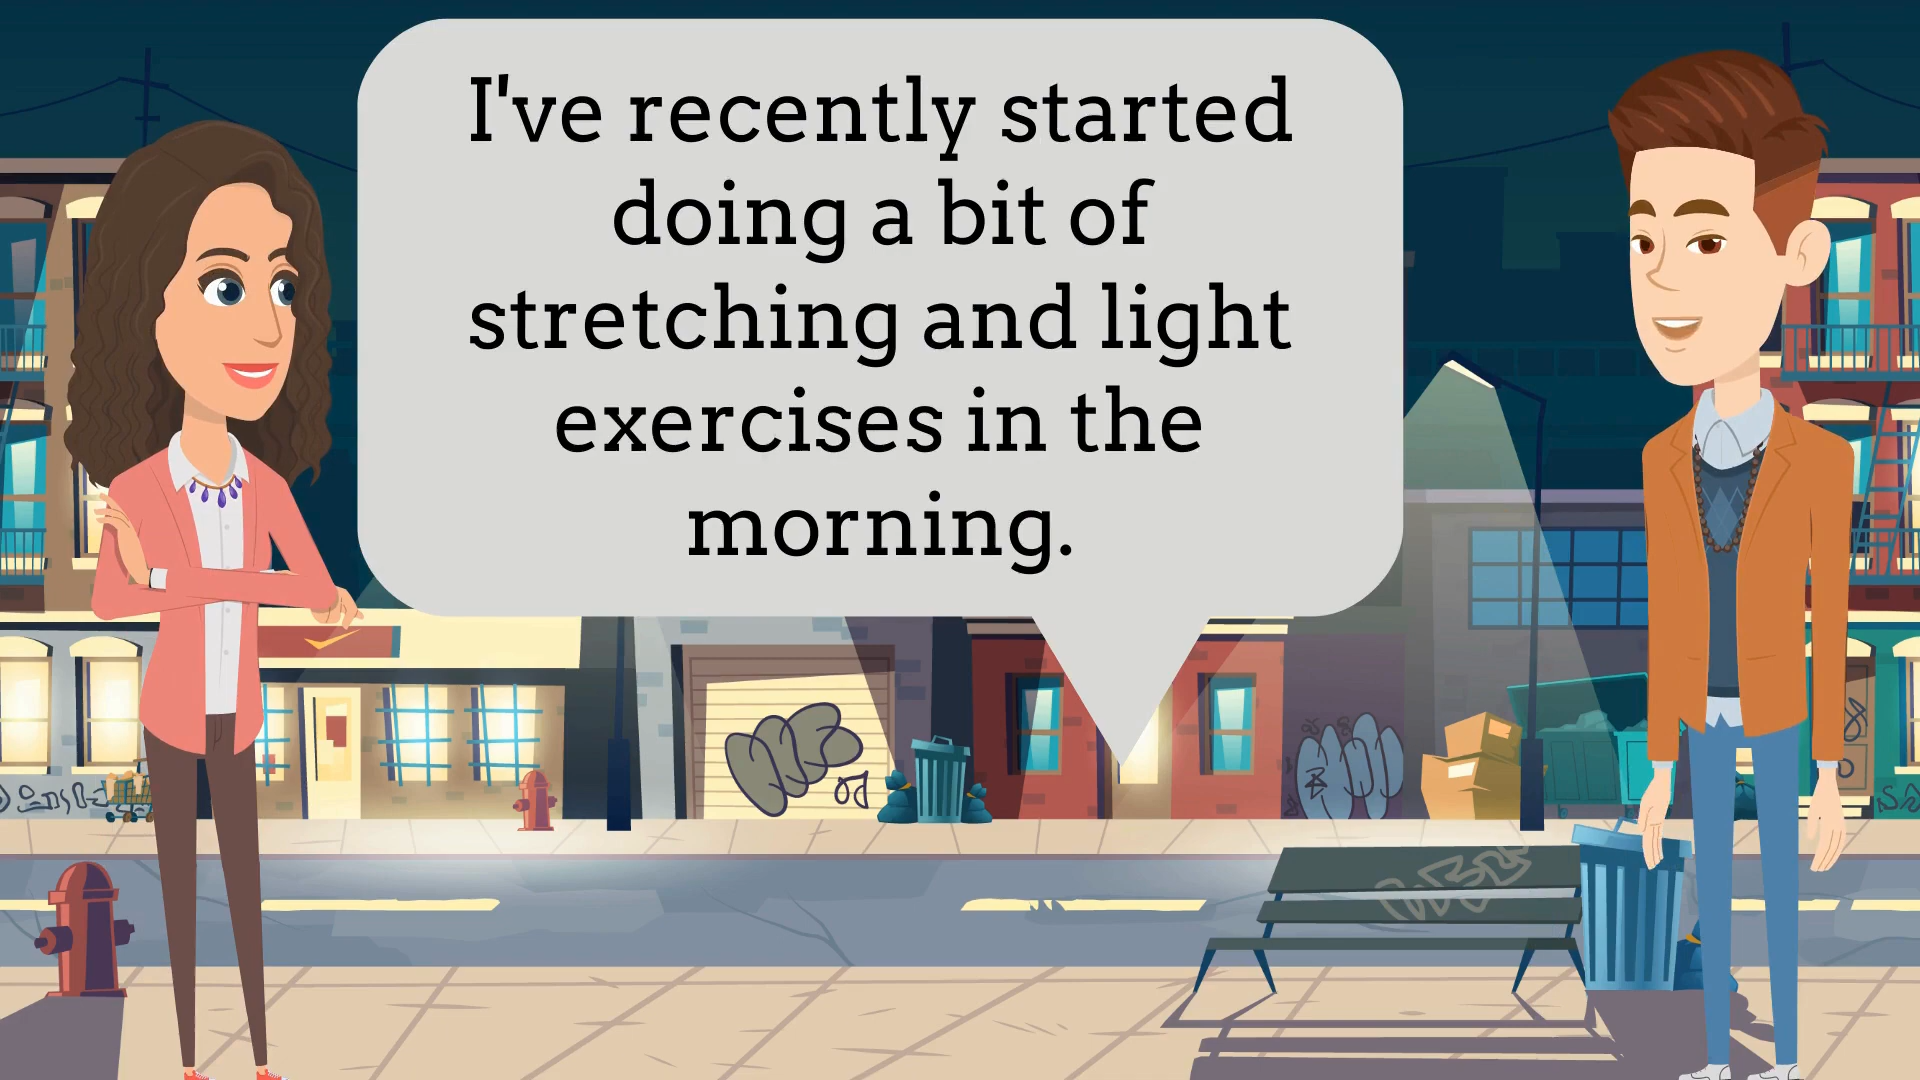 I've recently started
doing a bit of
stretching and light
exercises in the
morning.